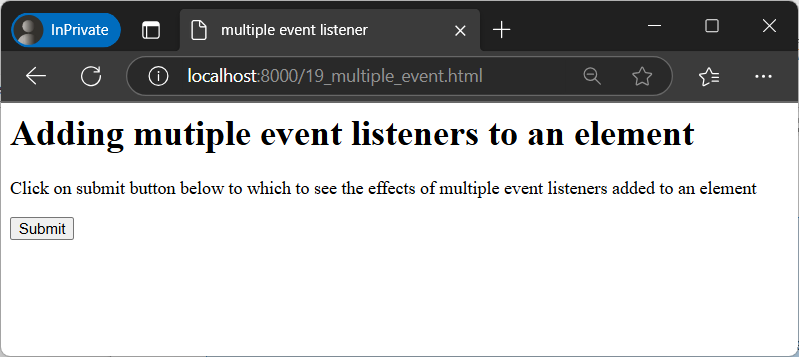 InPrivate
multiple event listener
localhost:8000/19_multiple_event.html
Adding mutiple event listeners to an element
Click on submit button below to which to see the effects of multiple event listeners added to an element
Submit